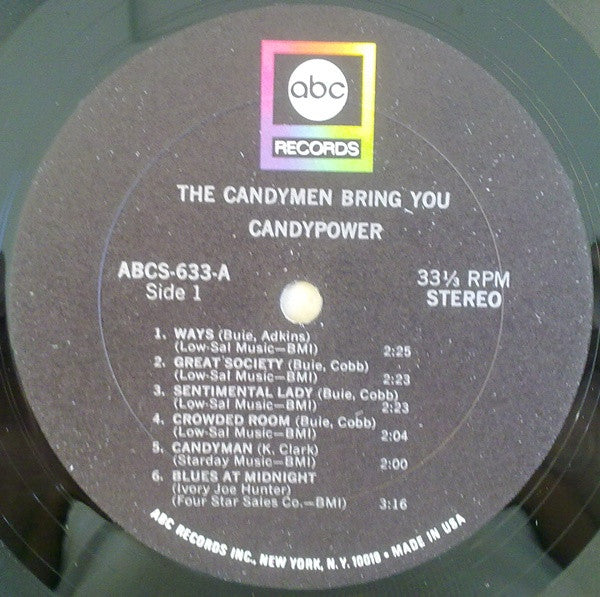 abc
RECORDS
THE CANDYMEN BRING YOU
CANDYPOWER
ABCS-633-A
Side 1
33⅓ RPM
STEREO
1. WAYS (Buie, Adkins)
(Low-Sal Music—BMI) 2:25
2. GREAT SOCIETY (Buie, Cobb)
(Low-Sal Music—BMI) 2:23
3. SENTIMENTAL LADY (Buie, Cobb)
(Low-Sal Music—BMI) 2:23
4. CROWDED ROOM (Buie, Cobb)
(Low-Sal Music—BMI) 2:04
5. CANDYMAN (K. Clark)
(Starday Music—BMI) 2:00
6. BLUES AT MIDNIGHT
(Ivory Joe Hunter)
(Four Star Sales Co.—BMI) 3:16
ABC RECORDS INC., NEW YORK, N.Y. 10019 • MADE IN USA